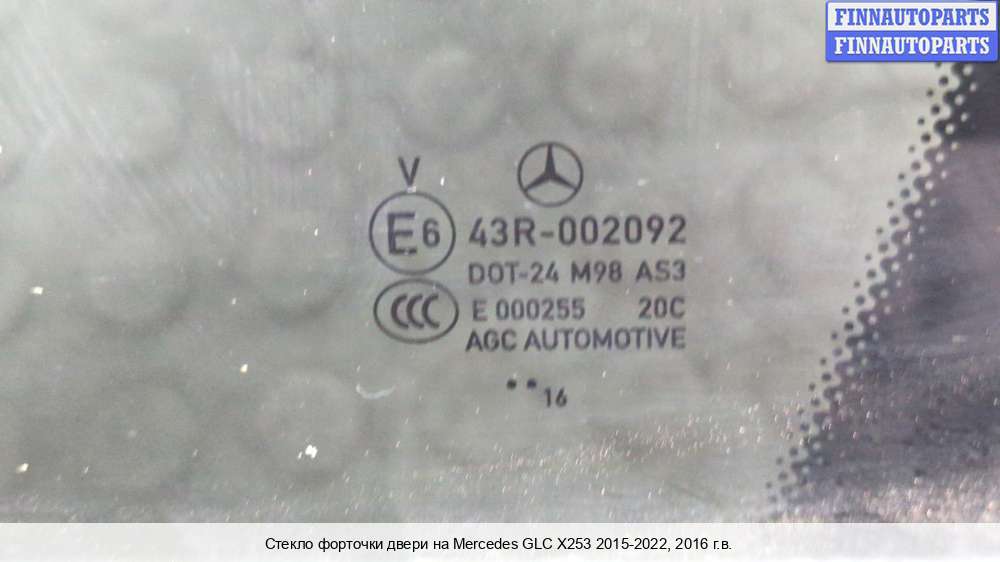 FINNAUTOPARTS
FINNAUTOPARTS
V
E6 43R-002092
DOT-24 M98 AS3
CCC E 000255 20C
AGC AUTOMOTIVE
•• 16
Стекло форточки двери на Mercedes GLC X253 2015-2022, 2016 г.в.